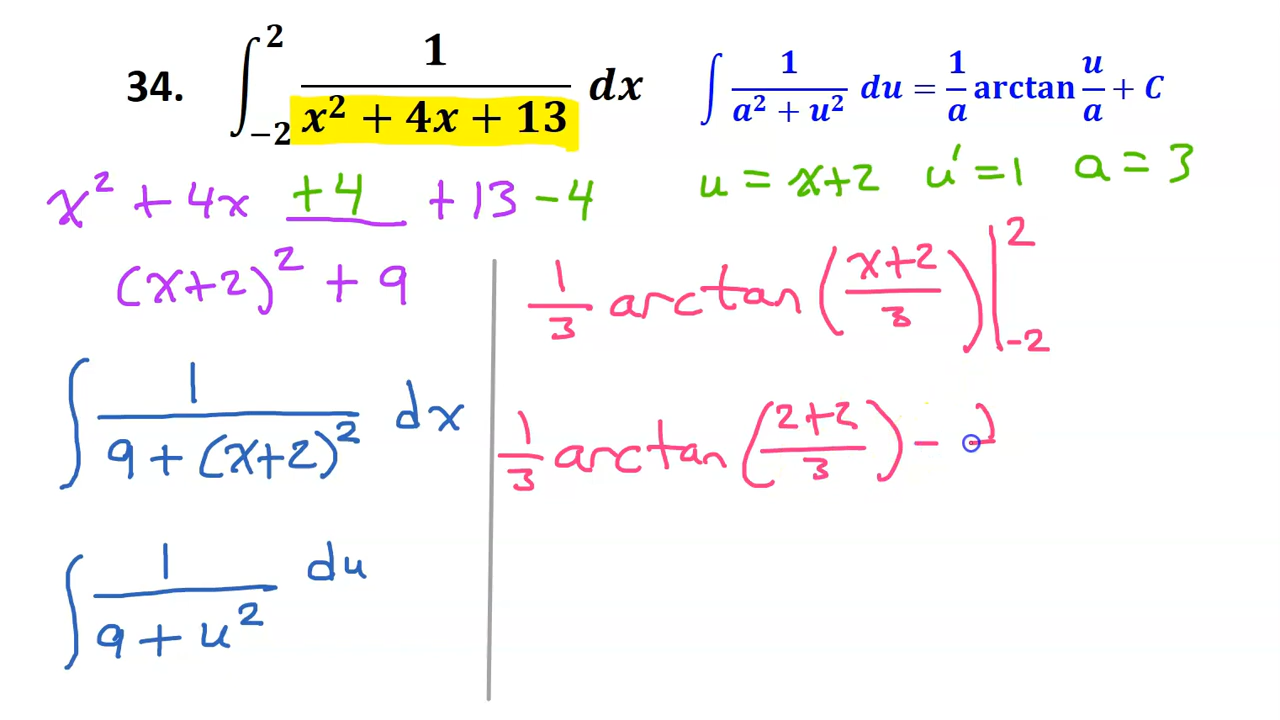 34. ∫_{-2}^{2} 1/(x² + 4x + 13) dx
∫ 1/(a² + u²) du = 1/a arctan u/a + C
x² + 4x +4 +13 -4
u = x+2 u' = 1 a = 3
(x+2)² + 9
1/3 arctan((x+2)/3) |_{-2}^{2}
∫ 1/(9 + (x+2)²) dx
1/3 arctan((2+2)/3) -
∫ 1/(9 + u²) du